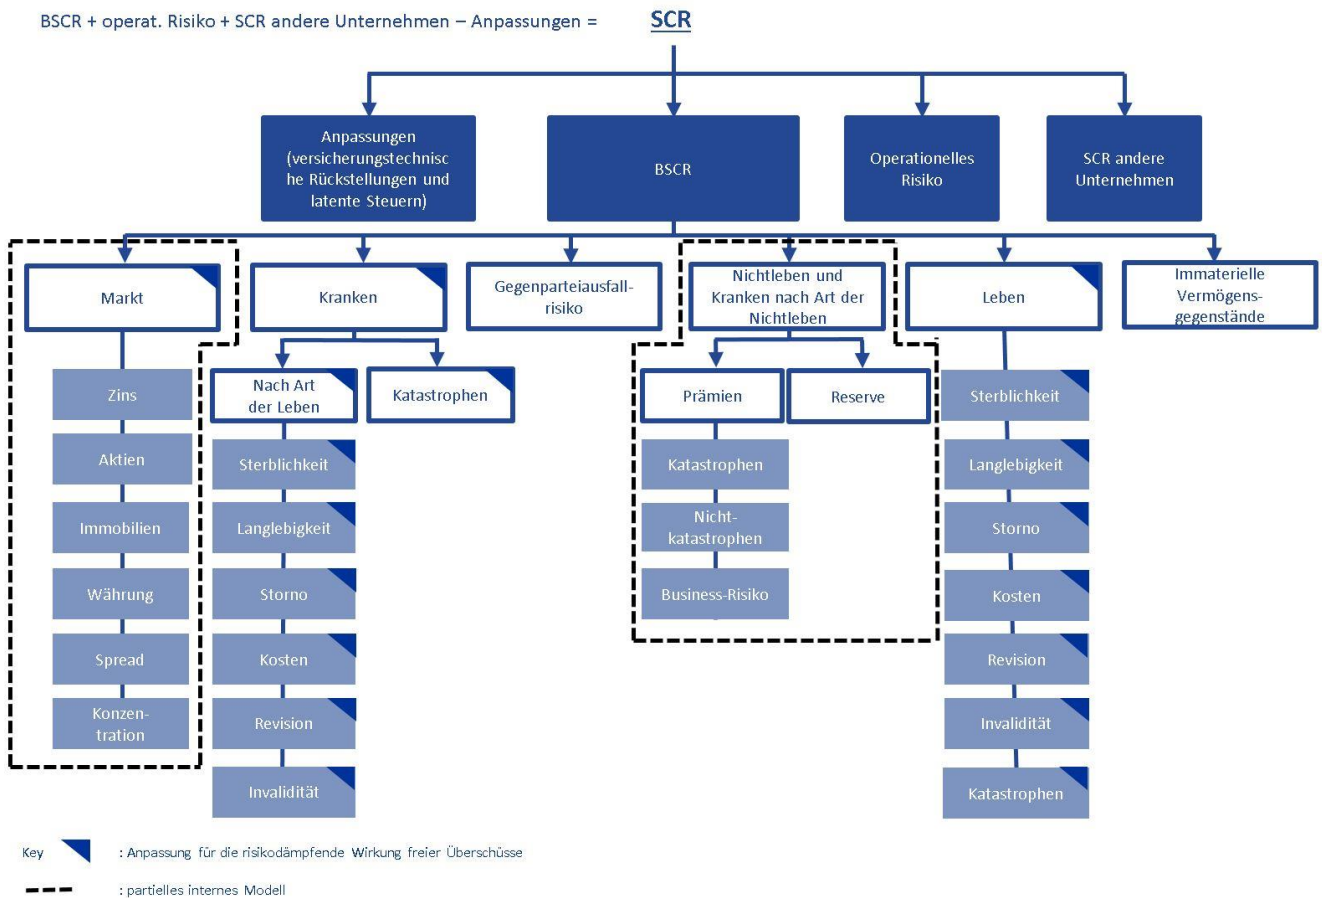 BSCR + operat. Risiko + SCR andere Unternehmen – Anpassungen =
SCR
Anpassungen
(versicherungstechnisc
he Rückstellungen und
latente Steuern)
BSCR
Operationelles
Risiko
SCR andere
Unternehmen
Markt
Kranken
Gegenparteiausfall-
risiko
Nichtleben und
Kranken nach Art der
Nichtleben
Leben
Immaterielle
Vermögens-
gegenstände
Zins
Aktien
Immobilien
Währung
Spread
Konzen-
tration
Nach Art
der Leben
Katastrophen
Sterblichkeit
Langlebigkeit
Storno
Kosten
Revision
Invalidität
Prämien
Reserve
Katastrophen
Nicht-
katastrophen
Business-Risiko
Sterblichkeit
Langlebigkeit
Storno
Kosten
Revision
Invalidität
Katastrophen
Key : Anpassung für die risikodämpfende Wirkung freier Überschüsse
: partielles internes Modell